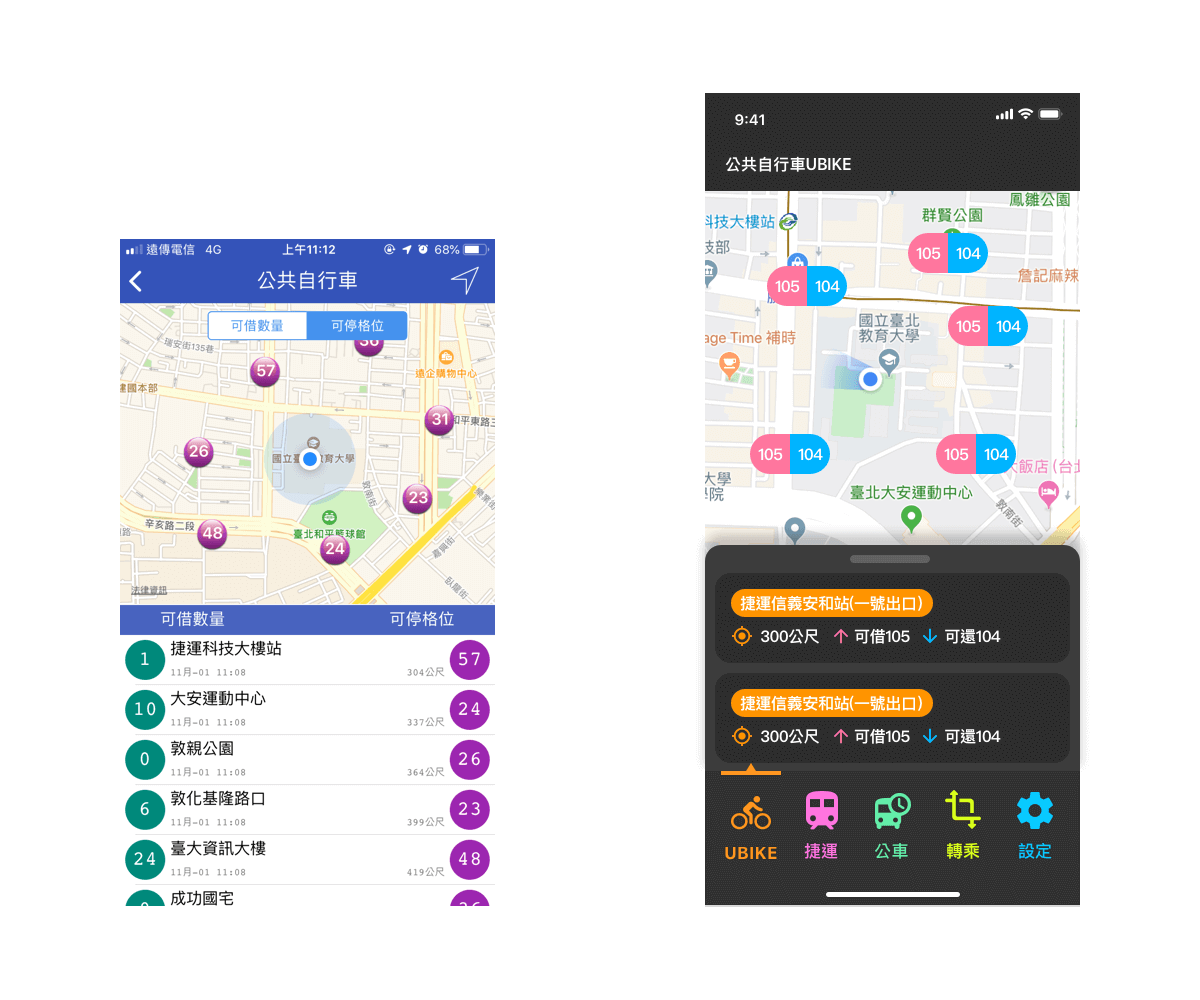 遠傳電信 4G 上午11:12 68%
公共自行車
可借數量 可停格位
瑞安街135巷
57
遠企購物中心
建國本部
31
和平東路三
26
國立臺 教育大學
敦南街
23
樂業街
辛亥路二段
48
臺北和平籃球館
24
嘉興街
臥龍街
法律資訊
可借數量 可停格位
1 捷運科技大樓站 57
11月-01 11:08 304公尺
10 大安運動中心 24
11月-01 11:08 337公尺
0 敦親公園 26
11月-01 11:08 364公尺
6 敦化基隆路口 23
11月-01 11:08 399公尺
24 臺大資訊大樓 48
11月-01 11:08 419公尺
成功國宅
9:41
公共自行車UBIKE
鳳雛公園
科技大樓站 群賢公園
技部
105 104
詹記麻辣
105 104
國立臺北
教育大學
105 104
age Time 補時
105 104
105 104
大飯店 (台北
大學
學院
臺北大安運動中心
敦南街
捷運信義安和站(一號出口)
300公尺 可借105 可還104
捷運信義安和站(一號出口)
300公尺 可借105 可還104
UBIKE 捷運 公車 轉乘 設定